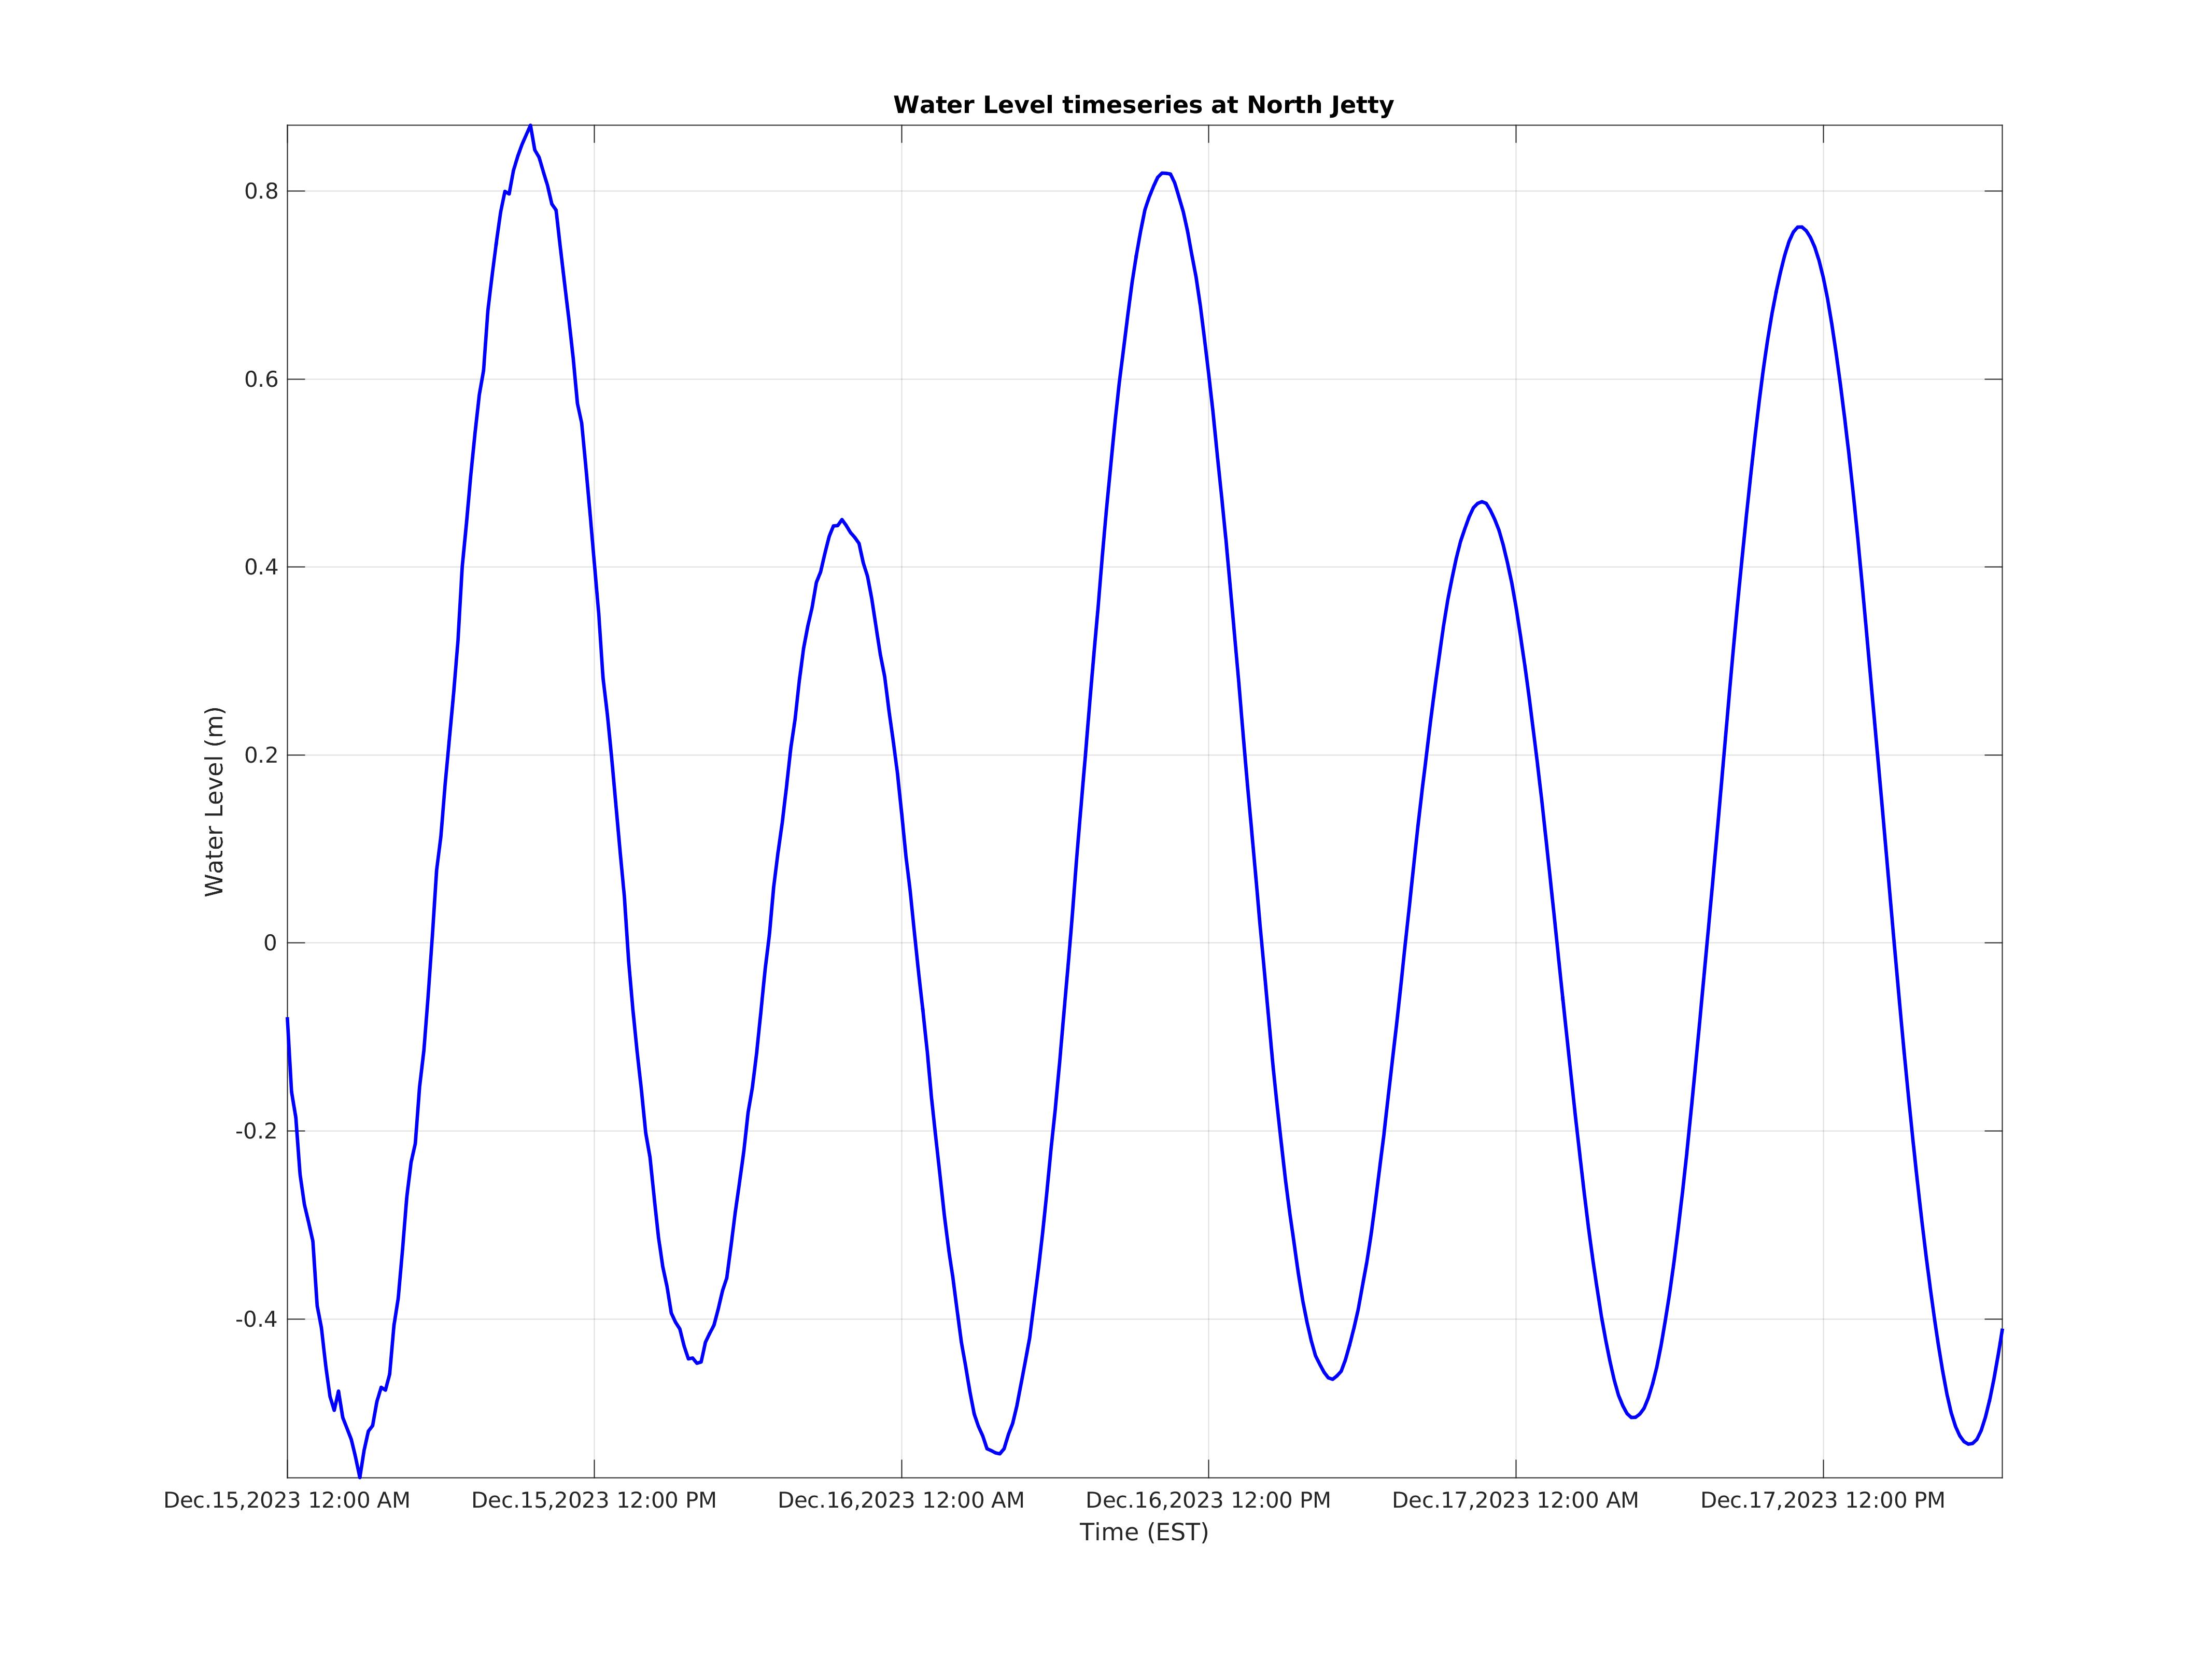 Water Level timeseries at North Jetty
0.8
0.6
0.4
0.2
0
-0.2
-0.4
Water Level (m)
Dec.15,2023 12:00 AM Dec.15,2023 12:00 PM Dec.16,2023 12:00 AM Dec.16,2023 12:00 PM Dec.17,2023 12:00 AM Dec.17,2023 12:00 PM
Time (EST)